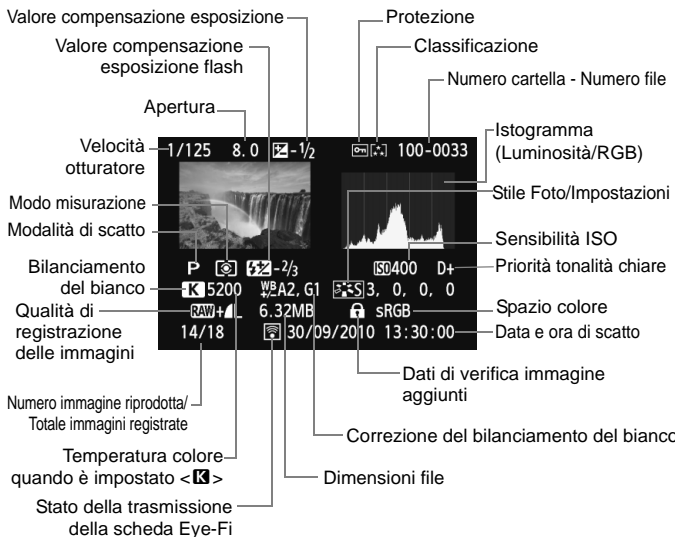 Valore compensazione esposizione
Protezione
Valore compensazione
esposizione flash
Classificazione
Numero cartella - Numero file
Apertura
Istogramma
(Luminosità/RGB)
Velocità
otturatore
1/125 8.0 -1/2 100-0033
Stile Foto/Impostazioni
Modo misurazione
Modalità di scatto
Sensibilità ISO
P -2/3 ISO400 D+
Priorità tonalità chiare
Bilanciamento
del bianco
K 5200 WB+/-A2, G1 S3, 0, 0, 0
Qualità di
registrazione
delle immagini
RAW+L 6.32MB sRGB
Spazio colore
14/18 30/09/2010 13:30:00
Data e ora di scatto
Dati di verifica immagine
aggiunti
Numero immagine riprodotta/
Totale immagini registrate
Correzione del bilanciamento del bianco
Temperatura colore
quando è impostato <K>
Dimensioni file
Stato della trasmissione
della scheda Eye-Fi